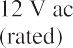 12 V ac
(rated)